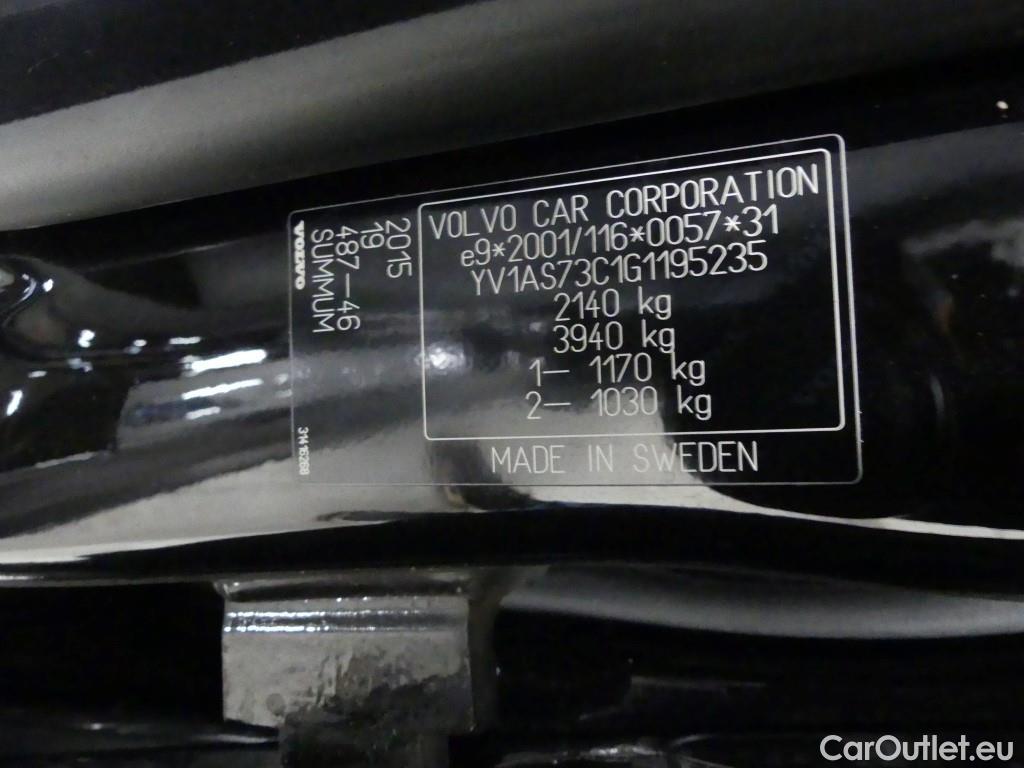 VOLVO CAR CORPORATION
e9*2001/116*0057*31
YV1AS73C1G1195235
2140 kg
3940 kg
1– 1170 kg
2– 1030 kg
MADE IN SWEDEN
2015
19
487–46
SUMMUM
VOLVO
31416268
CarOutlet.eu